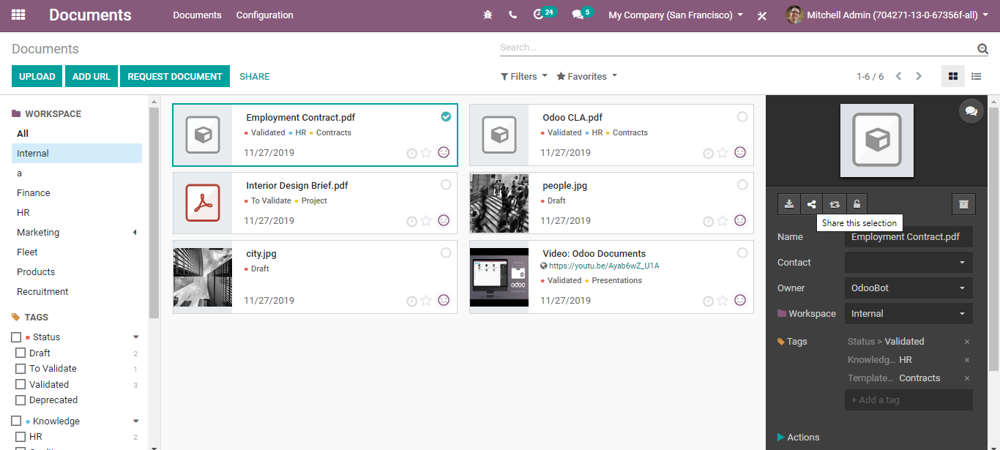 Documents
Documents Configuration
24
5
My Company (San Francisco)
Mitchell Admin (704271-13-0-67356f-all)
Documents
Search...
UPLOAD ADD URL REQUEST DOCUMENT SHARE
Filters Favorites
1-6 / 6
WORKSPACE
All
Internal
a
Finance
HR
Marketing
Fleet
Products
Recruitment
TAGS
Status
Draft 2
To Validate 1
Validated 3
Deprecated
Knowledge
HR 2
Employment Contract.pdf
Validated HR Contracts
11/27/2019
Odoo CLA.pdf
Validated HR Contracts
11/27/2019
Interior Design Brief.pdf
To Validate Project
11/27/2019
people.jpg
Draft
11/27/2019
city.jpg
Draft
11/27/2019
odoo
Video: Odoo Documents
https://youtu.be/Ayab6wZ_U1A
Validated Presentations
11/27/2019
Share this selection
Name Employment Contract.pdf
Contact
Owner OdooBot
Workspace Internal
Tags Status > Validated ×
Knowledg... HR ×
Template... Contracts ×
+ Add a tag
Actions